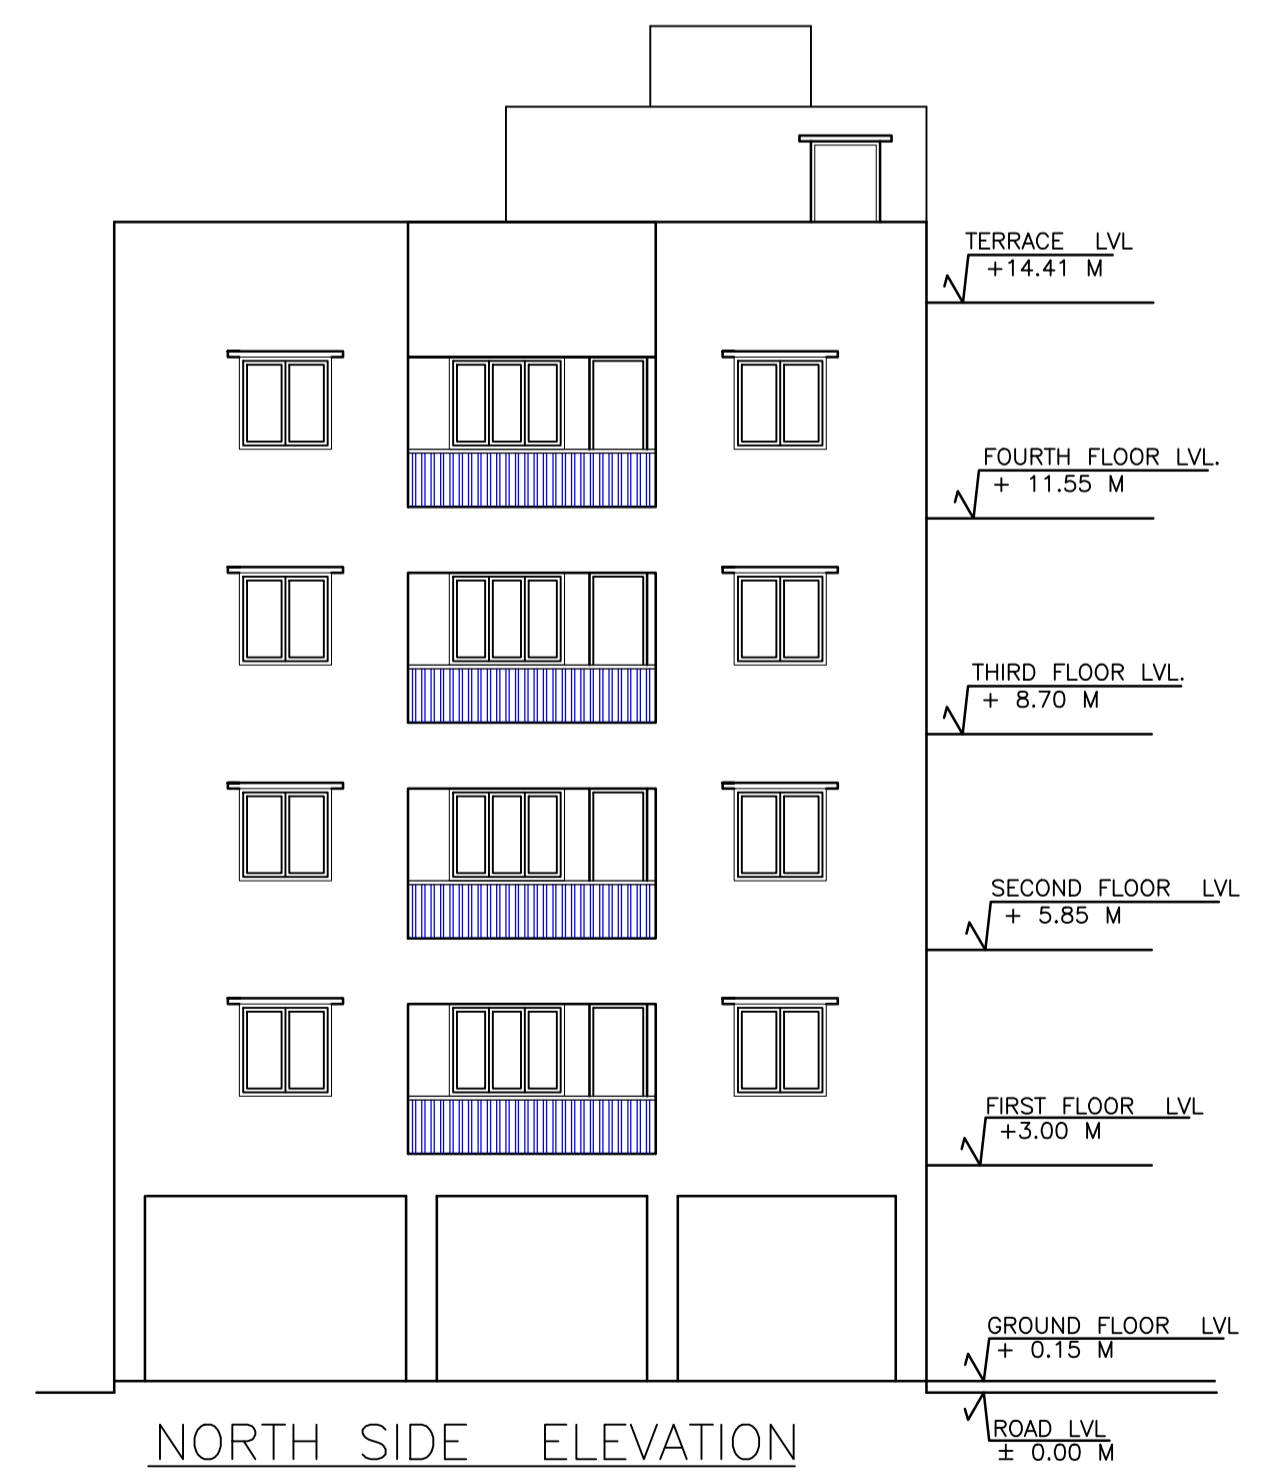 TERRACE LVL
+14.41 M
FOURTH FLOOR LVL.
+ 11.55 M
THIRD FLOOR LVL.
+ 8.70 M
SECOND FLOOR LVL
+ 5.85 M
FIRST FLOOR LVL
+3.00 M
GROUND FLOOR LVL
+ 0.15 M
ROAD LVL
± 0.00 M
NORTH SIDE ELEVATION